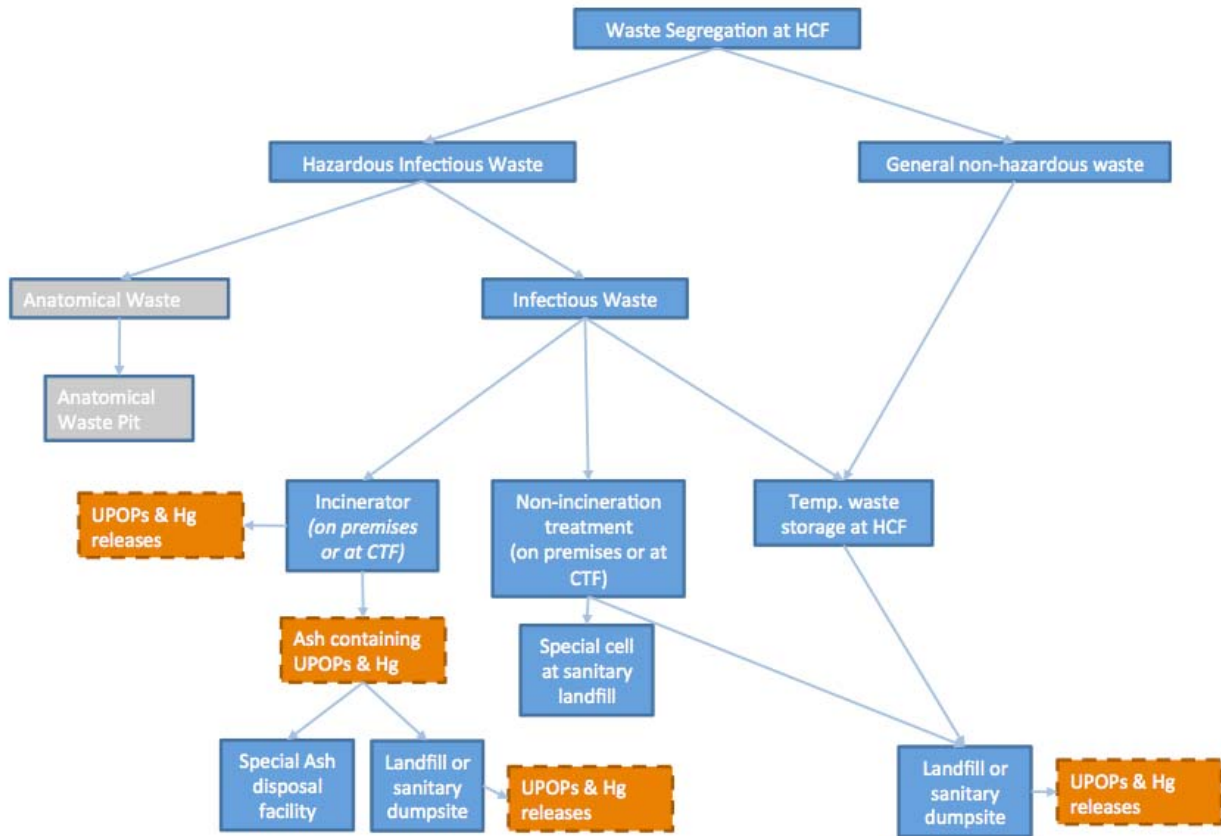 Waste Segregation at HCF
Hazardous Infectious Waste
General non-hazardous waste
Anatomical Waste
Infectious Waste
Anatomical
Waste Pit
UPOPs & Hg
releases
Incinerator
(on premises
or at CTF)
Non-incineration
treatment
(on premises or at
CTF)
Temp. waste
storage at HCF
Ash containing
UPOPs & Hg
Special cell
at sanitary
landfill
Special Ash
disposal
facility
Landfill or
sanitary
dumpsite
UPOPs & Hg
releases
Landfill or
sanitary
dumpsite
UPOPs & Hg
releases